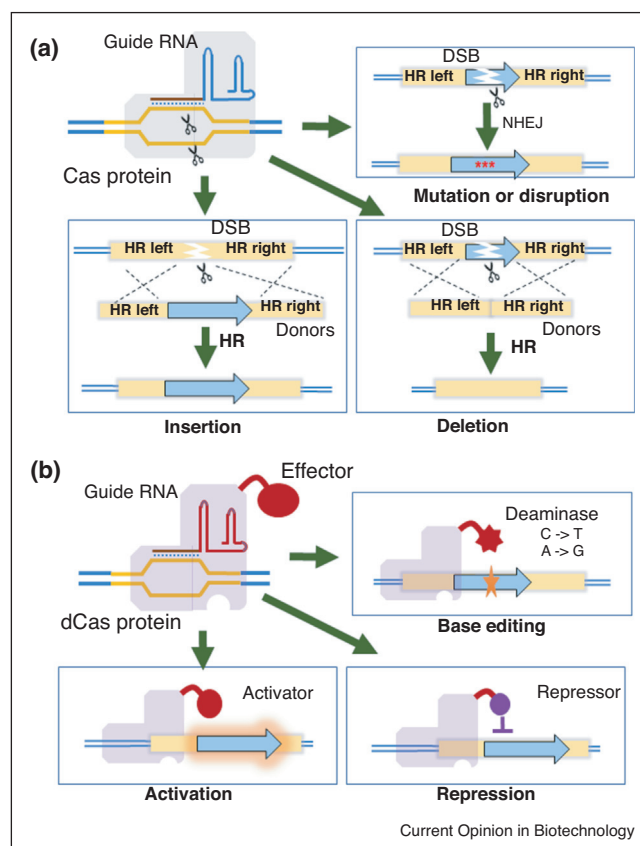 (a)
Guide RNA
Cas protein
DSB
HR left HR right
NHEJ
***
Mutation or disruption
DSB
HR left HR right
HR left HR right
Donors
HR
Insertion
DSB
HR left HR right
HR left HR right
Donors
HR
Deletion
(b)
Effector
Guide RNA
dCas protein
Deaminase
C -> T
A -> G
Base editing
Activator
Activation
Repressor
Repression
Current Opinion in Biotechnology